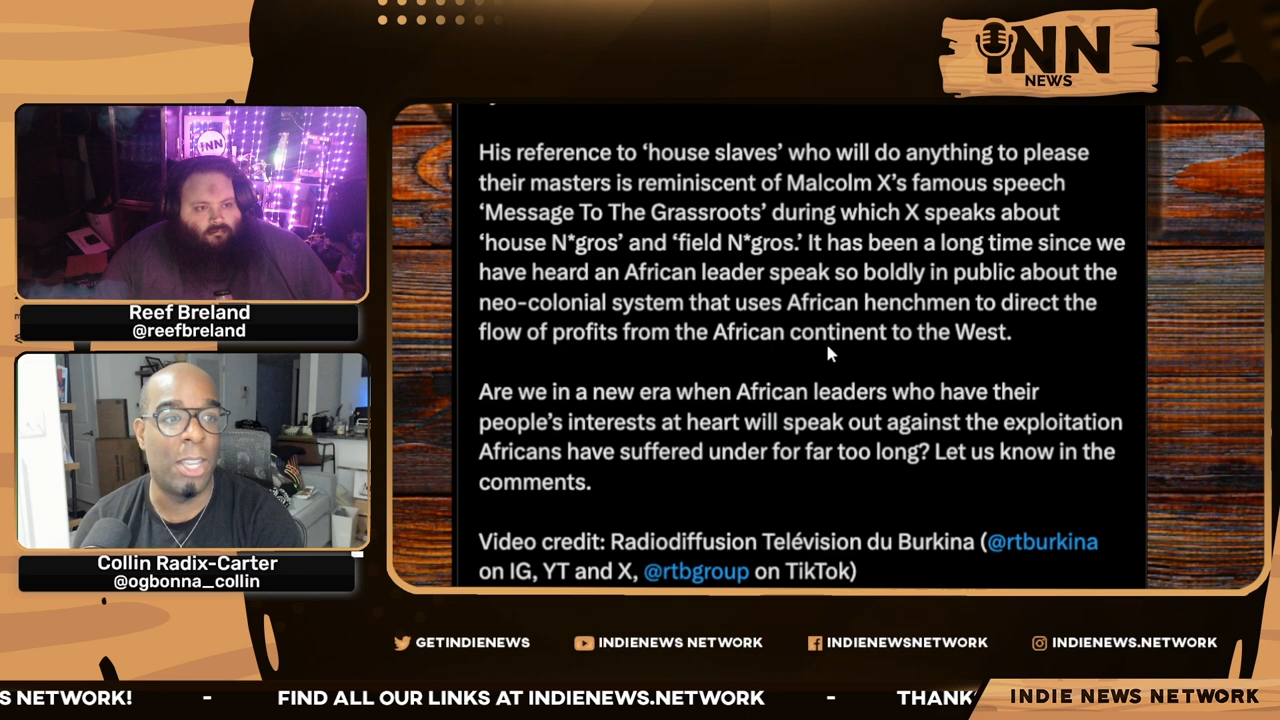 iNN
NEWS
iNN
Reef Breland
@reefbreland
Collin Radix-Carter
@ogbonna_collin
His reference to ‘house slaves’ who will do anything to please
their masters is reminiscent of Malcolm X’s famous speech
‘Message To The Grassroots’ during which X speaks about
‘house N*gros’ and ‘field N*gros.’ It has been a long time since we
have heard an African leader speak so boldly in public about the
neo-colonial system that uses African henchmen to direct the
flow of profits from the African continent to the West.
Are we in a new era when African leaders who have their
people’s interests at heart will speak out against the exploitation
Africans have suffered under for far too long? Let us know in the
comments.
Video credit: Radiodiffusion Télévision du Burkina (@rtburkina
on IG, YT and X, @rtbgroup on TikTok)
GETINDIENEWS
INDIENEWS NETWORK
INDIENEWSNETWORK
INDIENEWS.NETWORK
S NETWORK! - FIND ALL OUR LINKS AT INDIENEWS.NETWORK - THANK
INDIE NEWS NETWORK